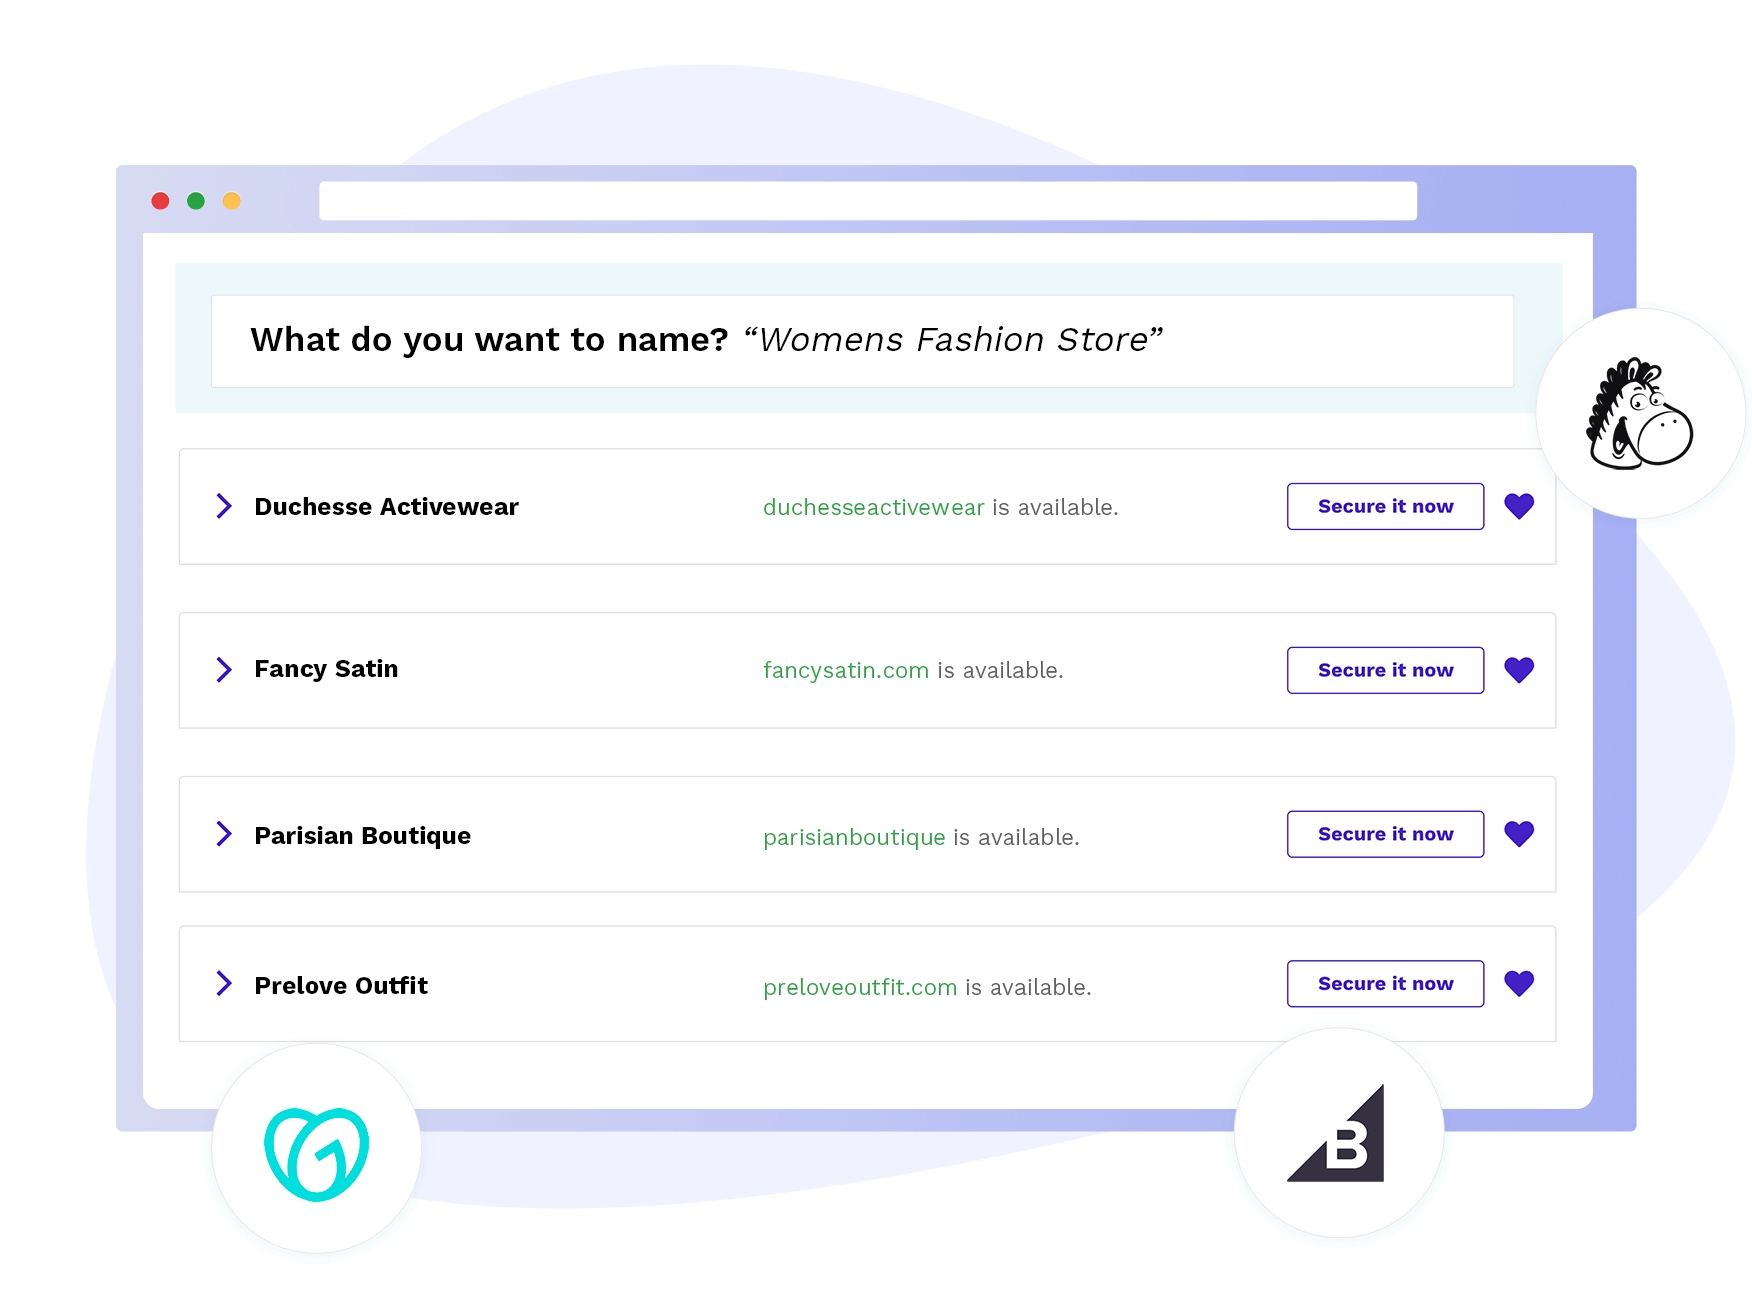 What do you want to name? “Womens Fashion Store”
Duchesse Activewear duchesseactivewear is available. Secure it now
Fancy Satin fancysatin.com is available. Secure it now
Parisian Boutique parisianboutique is available. Secure it now
Prelove Outfit preloveoutfit.com is available. Secure it now
B